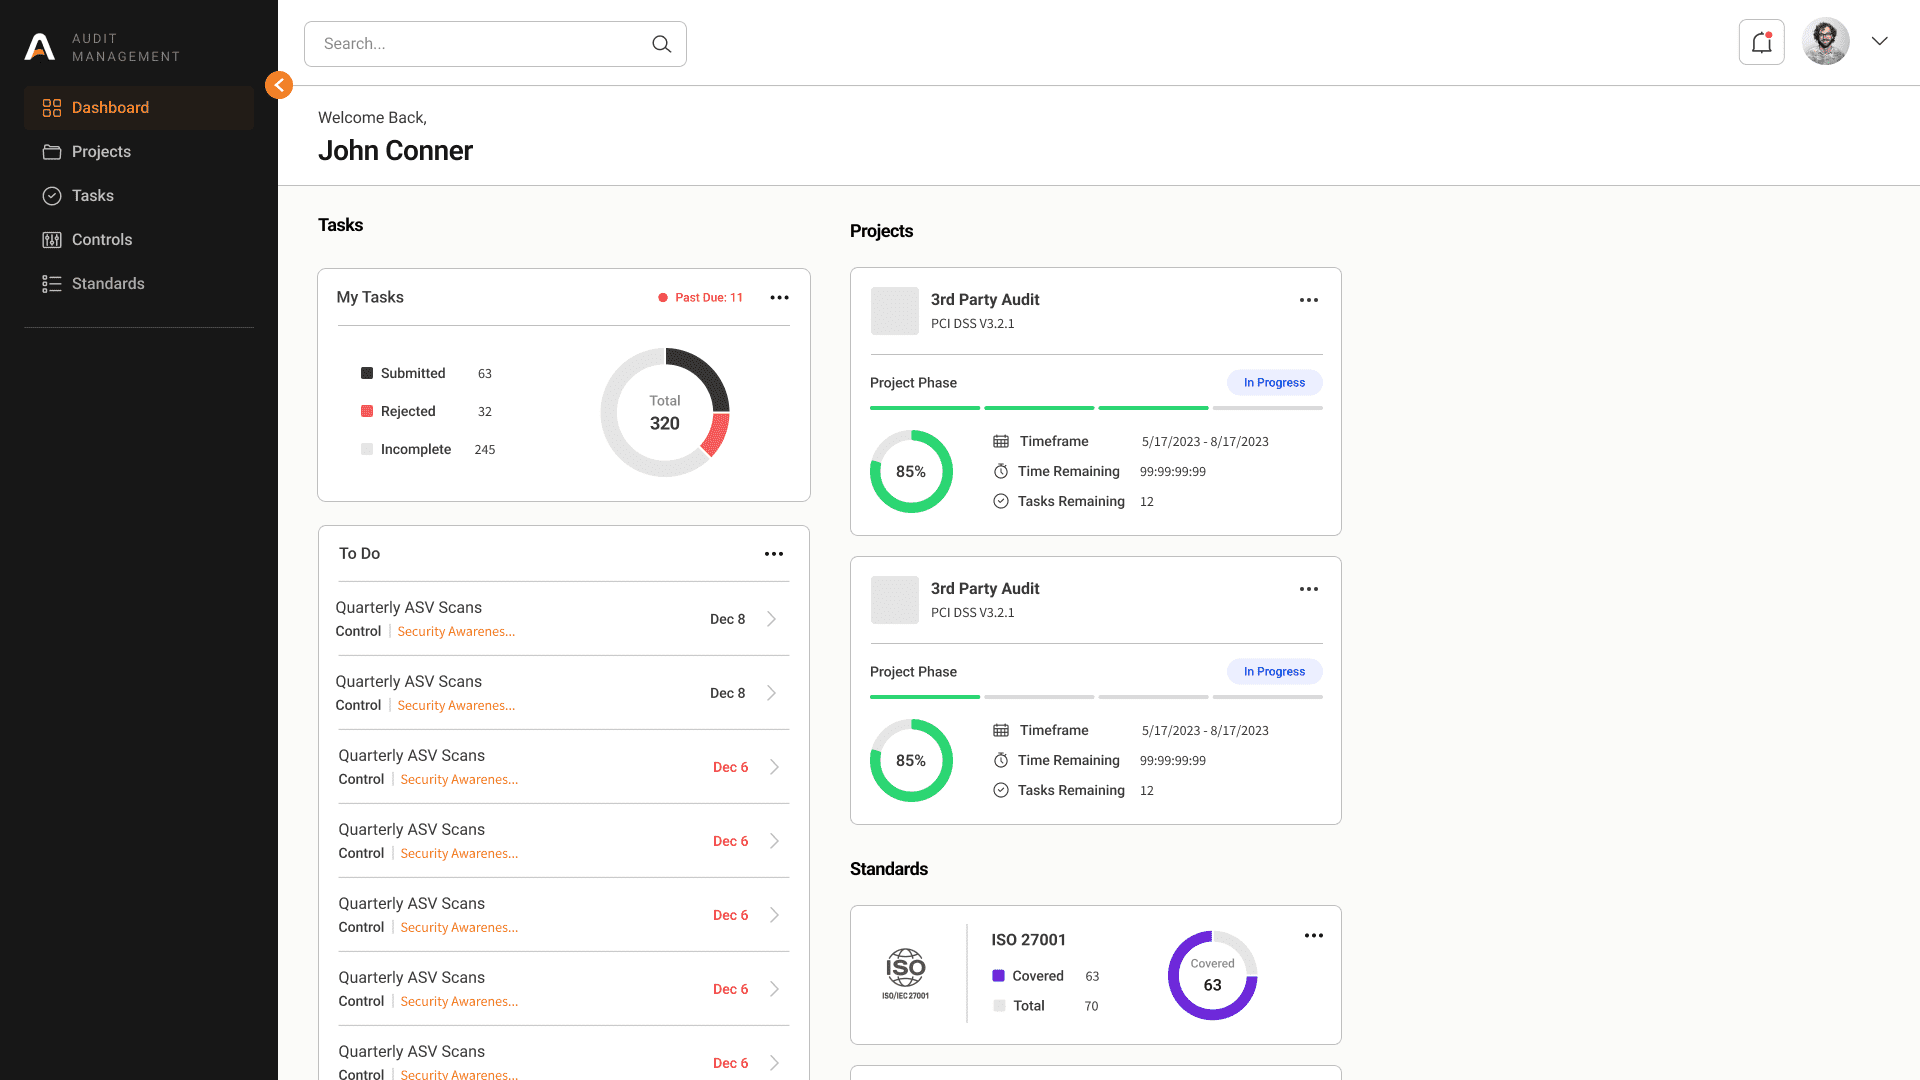 AUDIT
MANAGEMENT
Dashboard
Projects
Tasks
Controls
Standards
Search...
Welcome Back,
John Conner
Tasks
My Tasks
Past Due: 11
Submitted 63
Rejected 32
Incomplete 245
Total
320
To Do
Quarterly ASV Scans
Control | Security Awarenes...
Dec 8
Quarterly ASV Scans
Control | Security Awarenes...
Dec 8
Quarterly ASV Scans
Control | Security Awarenes...
Dec 6
Quarterly ASV Scans
Control | Security Awarenes...
Dec 6
Quarterly ASV Scans
Control | Security Awarenes...
Dec 6
Quarterly ASV Scans
Control | Security Awarenes...
Dec 6
Quarterly ASV Scans
Control | Security Awarenes...
Dec 6
Projects
3rd Party Audit
PCI DSS V3.2.1
Project Phase
In Progress
85%
Timeframe 5/17/2023 - 8/17/2023
Time Remaining 99:99:99:99
Tasks Remaining 12
3rd Party Audit
PCI DSS V3.2.1
Project Phase
In Progress
85%
Timeframe 5/17/2023 - 8/17/2023
Time Remaining 99:99:99:99
Tasks Remaining 12
Standards
ISO
ISO/IEC 27001
ISO 27001
Covered 63
Total 70
Covered
63